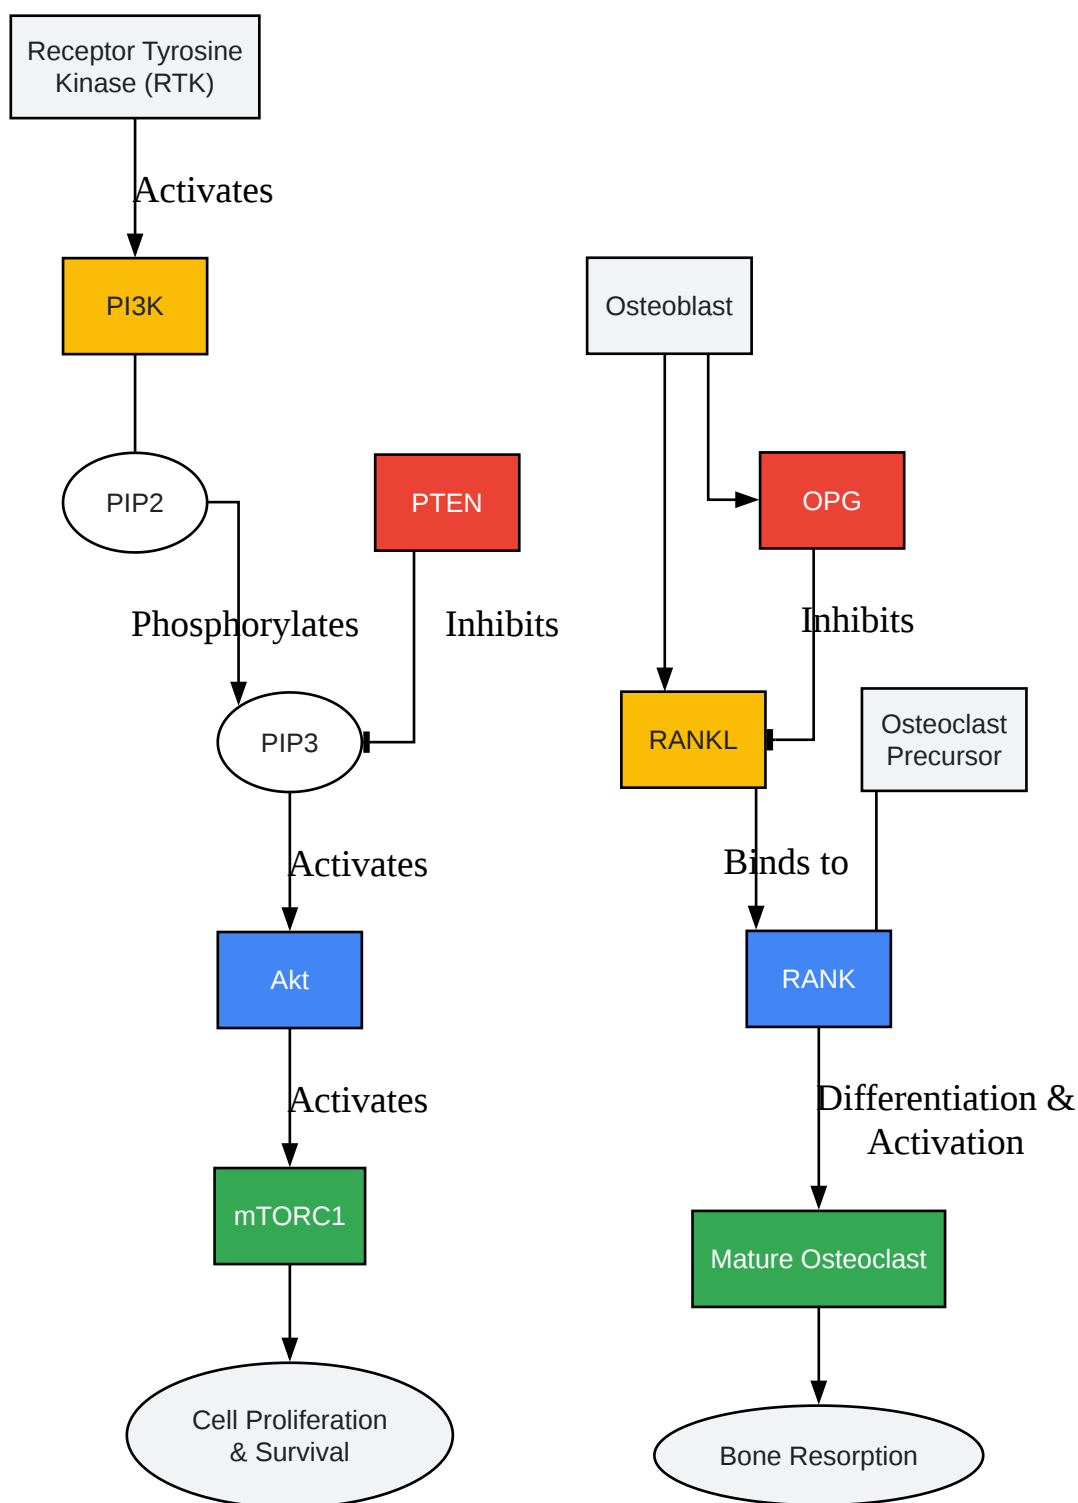 Receptor Tyrosine
Kinase (RTK)
Activates
PI3K
PIP2
PTEN
Phosphorylates
Inhibits
PIP3
Activates
Akt
Activates
mTORC1
Cell Proliferation
& Survival
Osteoblast
OPG
Inhibits
RANKL
Osteoclast
Precursor
Binds to
RANK
Differentiation &
Activation
Mature Osteoclast
Bone Resorption